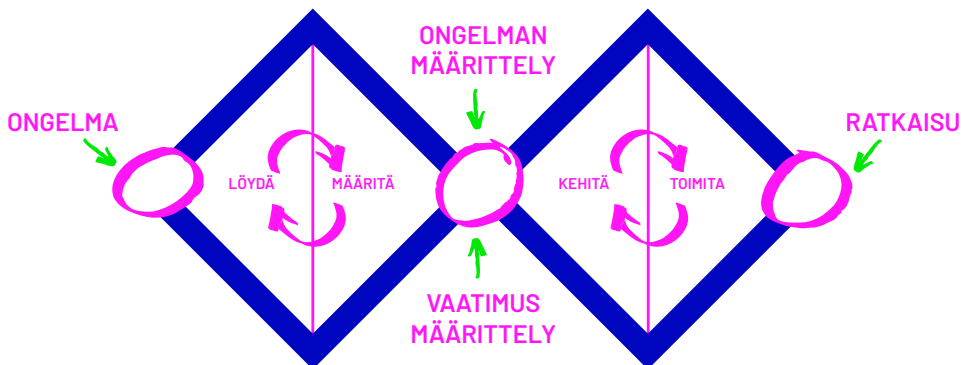 ONGELMA
LÖYDÄ
MÄÄRITÄ
ONGELMAN
MÄÄRITTELY
VAATIMUS
MÄÄRITTELY
KEHITÄ
TOIMITA
RATKAISU